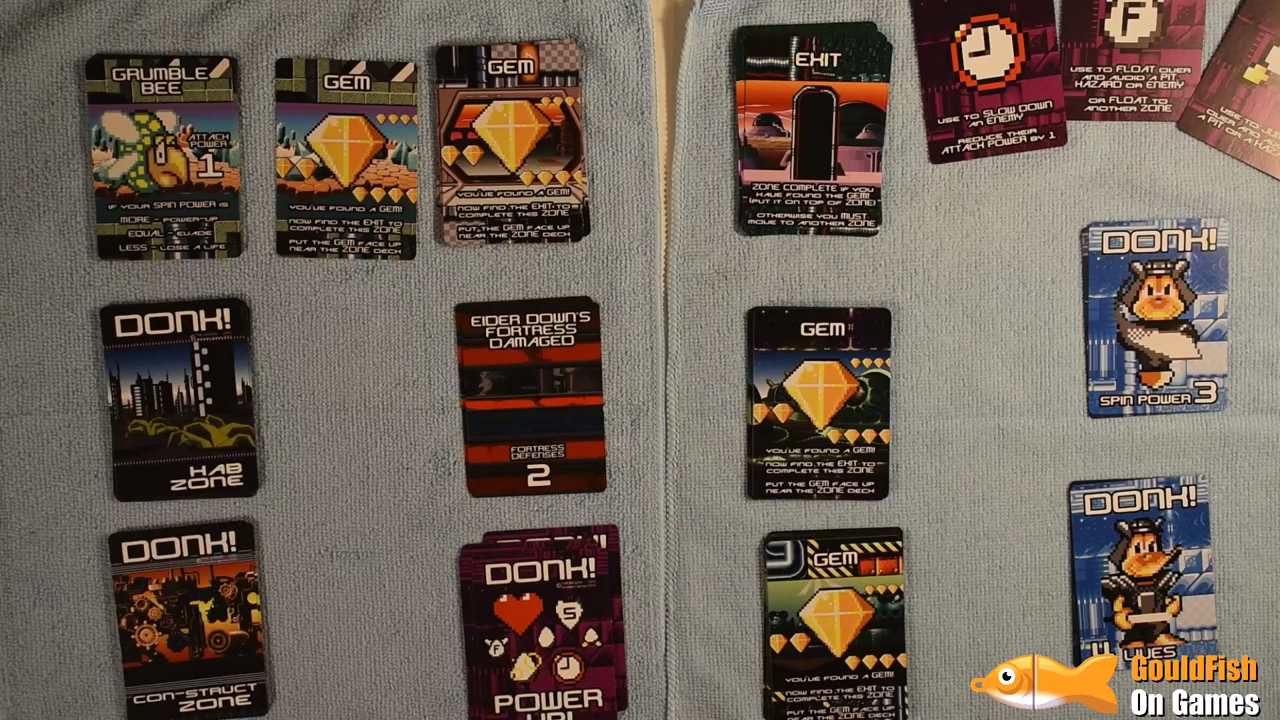 GRUMBLE
BEE
ATTACK
POWER
1
IF YOUR SPIN POWER IS
MORE - POWER-UP
EQUAL - EVADE
LESS - LOSE A LIFE
GEM
YOU'VE FOUND A GEM!
NOW FIND THE EXIT TO
COMPLETE THIS ZONE
PUT THE GEM FACE UP
NEAR THE ZONE DECK
GEM
YOU'VE FOUND A GEM!
NOW FIND THE EXIT TO
COMPLETE THIS ZONE
PUT THE GEM FACE UP
NEAR THE ZONE DECK
EXIT
ZONE COMPLETE IF YOU
HAVE FOUND THE GEM
(PUT IT ON TOP OF ZONE)
OTHERWISE YOU MUST
MOVE TO ANOTHER ZONE
USE TO SLOW DOWN
AN ENEMY
REDUCE THEIR
ATTACK POWER BY 1
F
USE TO FLOAT OVER
AND AVOID A PIT,
HAZARD OR ENEMY
OR FLOAT TO
ANOTHER ZONE
DONK!
HAB
ZONE
EIDER DOWN'S
FORTRESS
DAMAGED
FORTRESS
DEFENSES
2
GEM
YOU'VE FOUND A GEM!
NOW FIND THE EXIT TO
COMPLETE THIS ZONE
PUT THE GEM FACE UP
NEAR THE ZONE DECK
DONK!
SPIN POWER 3
DONK!
CON-STRUCT
ZONE
DONK!
S
F
POWER
UP!
GEM
YOU'VE FOUND A GEM!
NOW FIND THE EXIT TO
COMPLETE THIS ZONE
PUT THE GEM FACE UP
DONK!
4 LIVES
GouldFish
On Games